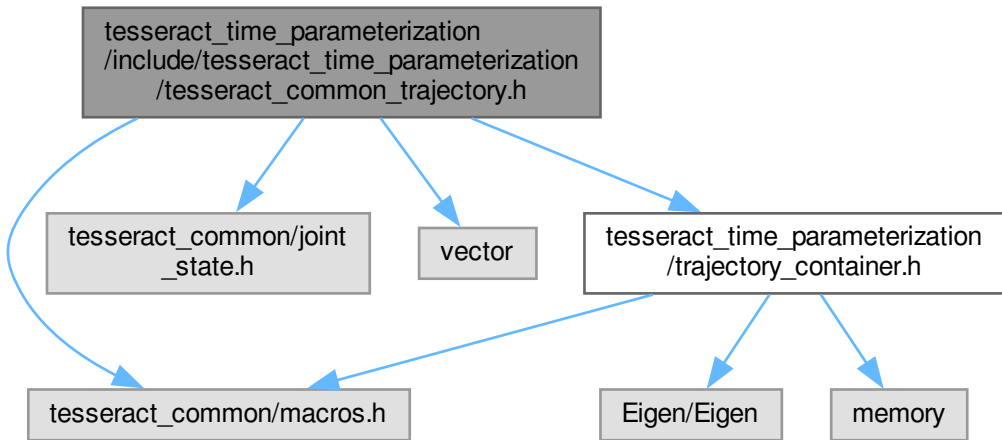 tesseract_time_parameterization
/include/tesseract_time_parameterization
/tesseract_common_trajectory.h
tesseract_common/joint
_state.h
vector
tesseract_time_parameterization
/trajectory_container.h
tesseract_common/macros.h
Eigen/Eigen
memory